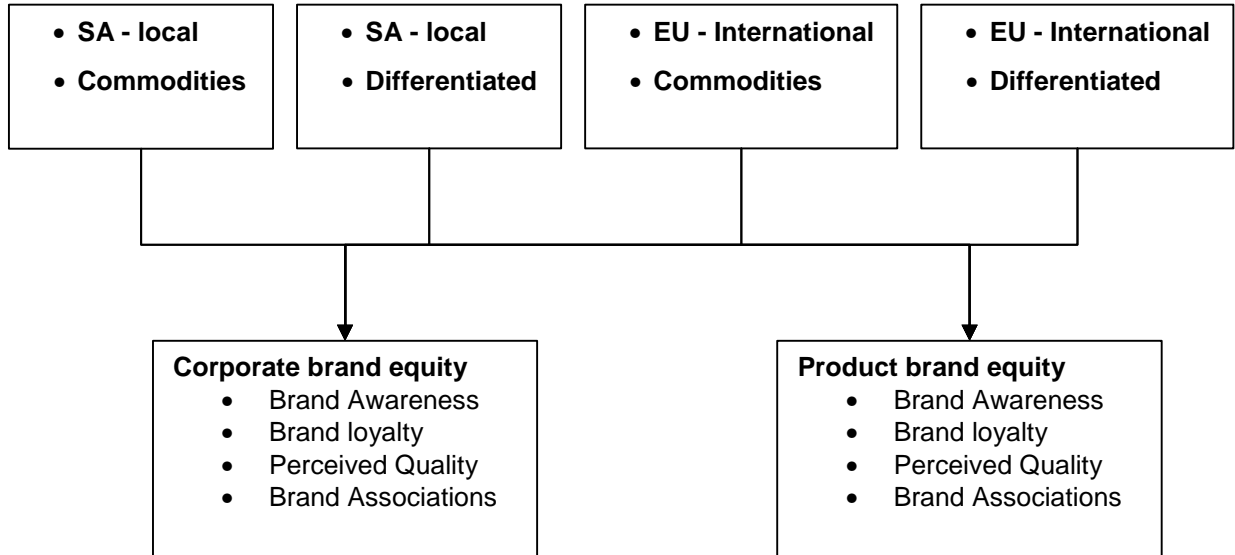 • SA - local
• Commodities
• SA - local
• Differentiated
• EU - International
• Commodities
• EU - International
• Differentiated
Corporate brand equity
• Brand Awareness
• Brand loyalty
• Perceived Quality
• Brand Associations
Product brand equity
• Brand Awareness
• Brand loyalty
• Perceived Quality
• Brand Associations